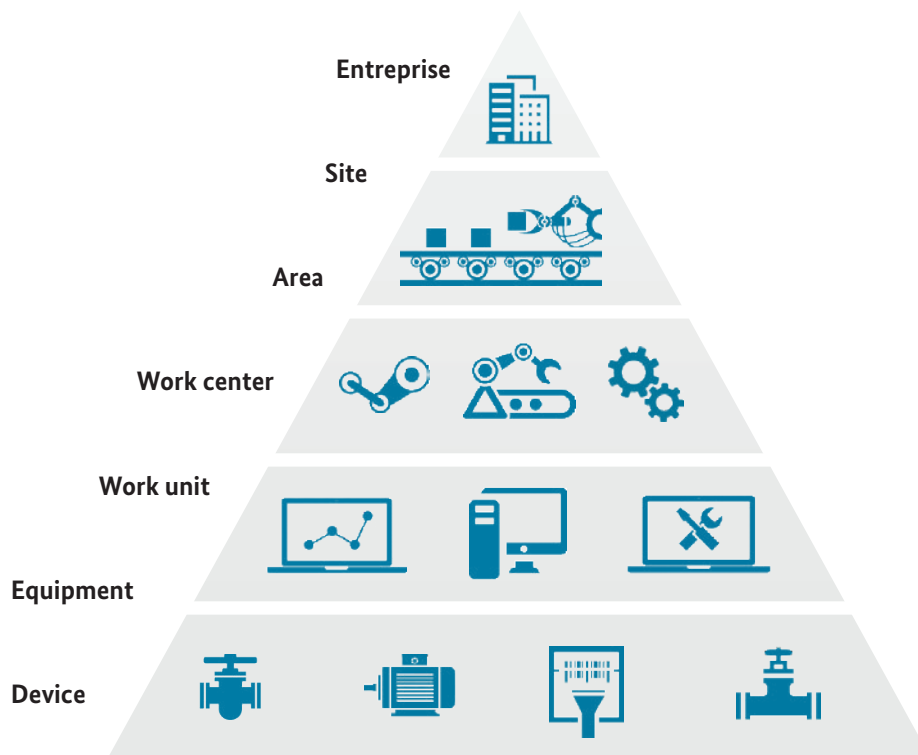 Entreprise
Site
Area
Work center
Work unit
Equipment
Device